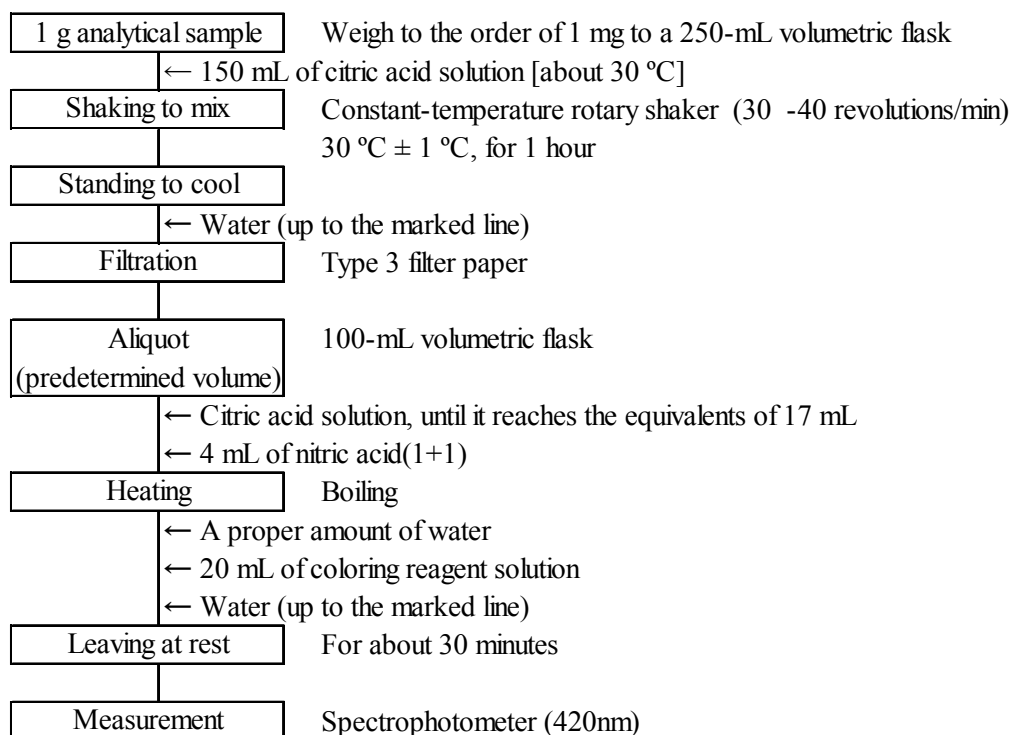 1 g analytical sample Weigh to the order of 1 mg to a 250-mL volumetric flask
← 150 mL of citric acid solution [about 30 ºC]
Shaking to mix Constant-temperature rotary shaker (30 -40 revolutions/min)
30 ºC ± 1 ºC, for 1 hour
Standing to cool
← Water (up to the marked line)
Filtration Type 3 filter paper
Aliquot 100-mL volumetric flask
(predetermined volume)
← Citric acid solution, until it reaches the equivalents of 17 mL
← 4 mL of nitric acid(1+1)
Heating Boiling
← A proper amount of water
← 20 mL of coloring reagent solution
← Water (up to the marked line)
Leaving at rest For about 30 minutes
Measurement Spectrophotometer (420nm)